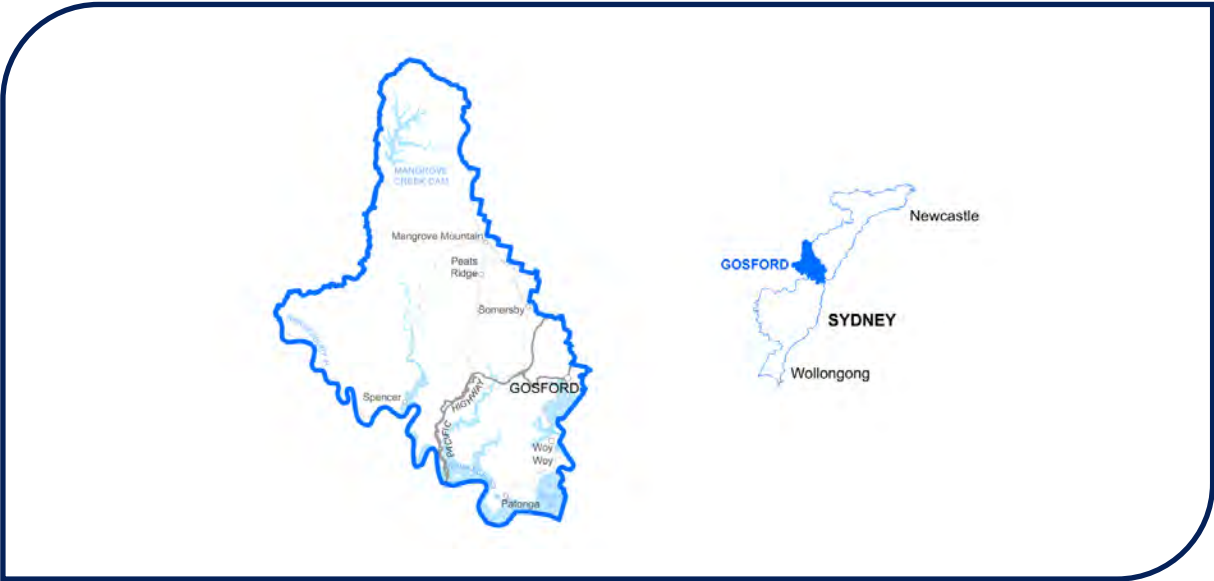 MANGROVE
CREEK DAM
Mangrove Mountain
Peats
Ridge
Somersby
GOSFORD
PACIFIC HIGHWAY
Spencer
Woy
Woy
Patonga
Newcastle
GOSFORD
SYDNEY
Wollongong